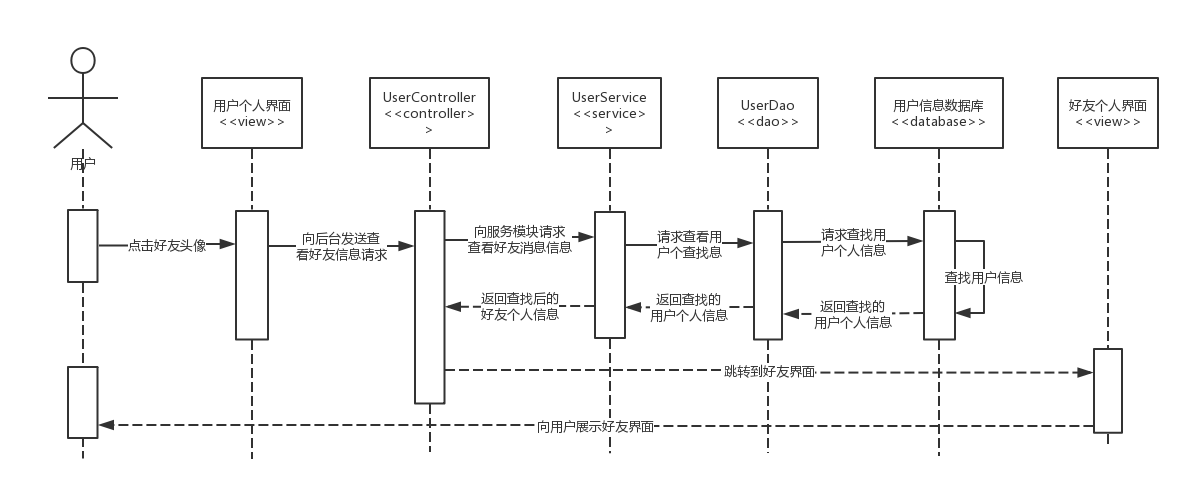 用户
用户个人界面
<<view>>
UserController
<<controller>
>
UserService
<<service>
>
UserDao
<<dao>>
用户信息数据库
<<database>>
好友个人界面
<<view>>
点击好友头像
向后台发送查
看好友信息请求
向服务模块请求
查看好友消息信息
请求查看用
户个查找息
请求查找用
户个人信息
查找用户信息
返回查找后的
好友个人信息
返回查找的
用户个人信息
返回查找的
用户个人信息
跳转到好友界面
向用户展示好友界面